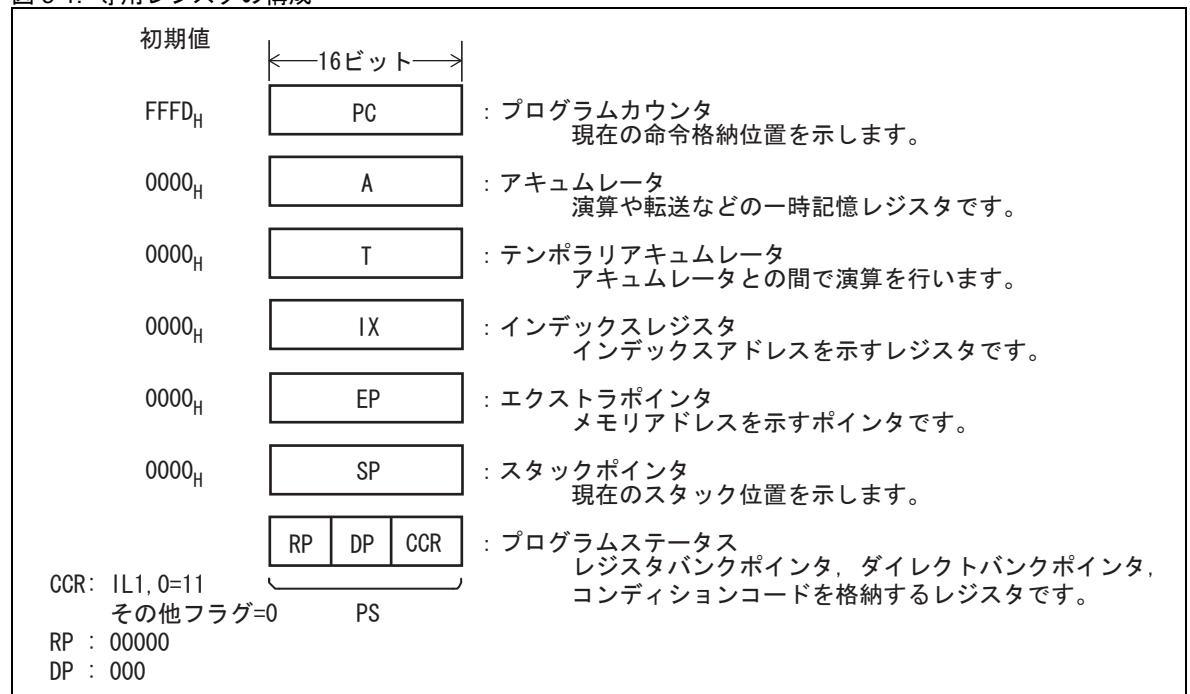 初期値
16ビット
FFFDH PC : プログラムカウンタ
現在の命令格納位置を示します。
0000H A : アキュムレータ
演算や転送などの一時記憶レジスタです。
0000H T : テンポラリアキュムレータ
アキュムレータとの間で演算を行います。
0000H IX : インデックスレジスタ
インデックスアドレスを示すレジスタです。
0000H EP : エクストラポインタ
メモリアドレスを示すポインタです。
0000H SP : スタックポインタ
現在のスタック位置を示します。
RP DP CCR : プログラムステータス
レジスタバンクポインタ, ダイレクトバンクポインタ,
コンディションコードを格納するレジスタです。
CCR: IL1,0=11
その他フラグ=0 PS
RP : 00000
DP : 000